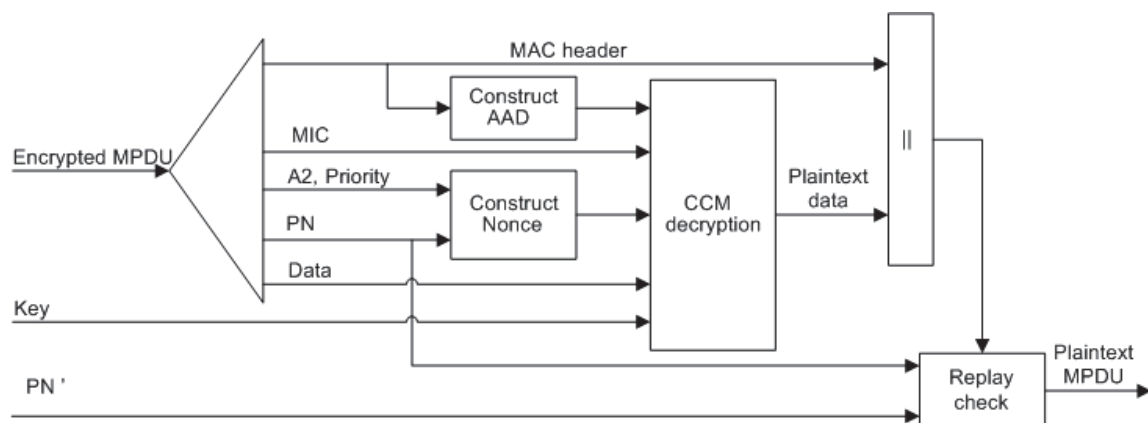 MAC header
Construct
AAD
MIC
Encrypted MPDU
A2, Priority
Construct
Nonce
PN
Data
Key
PN '
CCM
decryption
Plaintext
data
||
Replay
check
Plaintext
MPDU